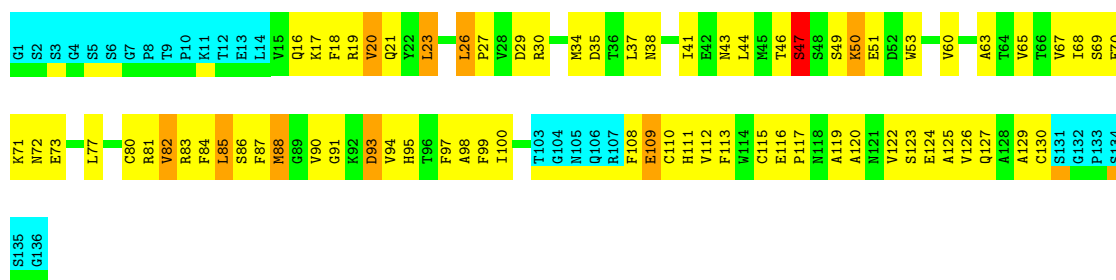 G1 S2 S3 G4 S5 S6 G7 P8 T9 P10 K11 T12 E13 L14 V15 Q16 K17 F18 R19 V20 Q21 Y22 L23 L26 P27 V28 D29 R30 M34 D35 T36 L37 N38 I41 E42 N43 L44 M45 T46 S47 S48 S49 K50 E51 D52 W53 V60 A63 T64 V65 T66 V67 I68 S69
K71 N72 E73 L77 C80 R81 V82 R83 F84 L85 S86 F87 M88 G89 V90 G91 K92 D93 V94 H95 T96 F97 A98 F99 I100 T103 G104 N105 Q106 R107 F108 E109 C110 H111 V112 F113 W114 C115 E116 P117 N118 A119 A120 N121 V122 S123 E124 A125 V126 Q127 A128 A129 C130 S131 G132 P133
S135 G136